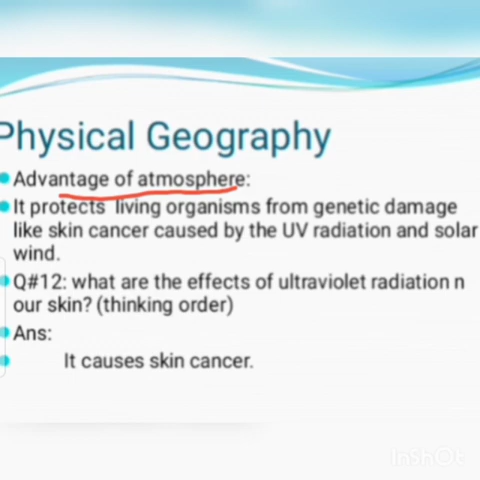 Physical Geography
Advantage of atmosphere:
It protects living organisms from genetic damage
like skin cancer caused by the UV radiation and solar
wind.
Q#12: what are the effects of ultraviolet radiation n
our skin? (thinking order)
Ans:
It causes skin cancer.
InShOt